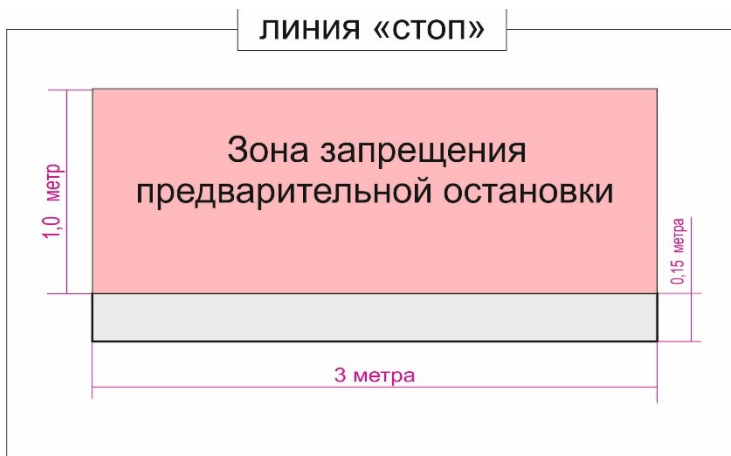 линия «стоп»
Зона запрещения
предварительной остановки
1,0 метр
0,15 метра
3 метра